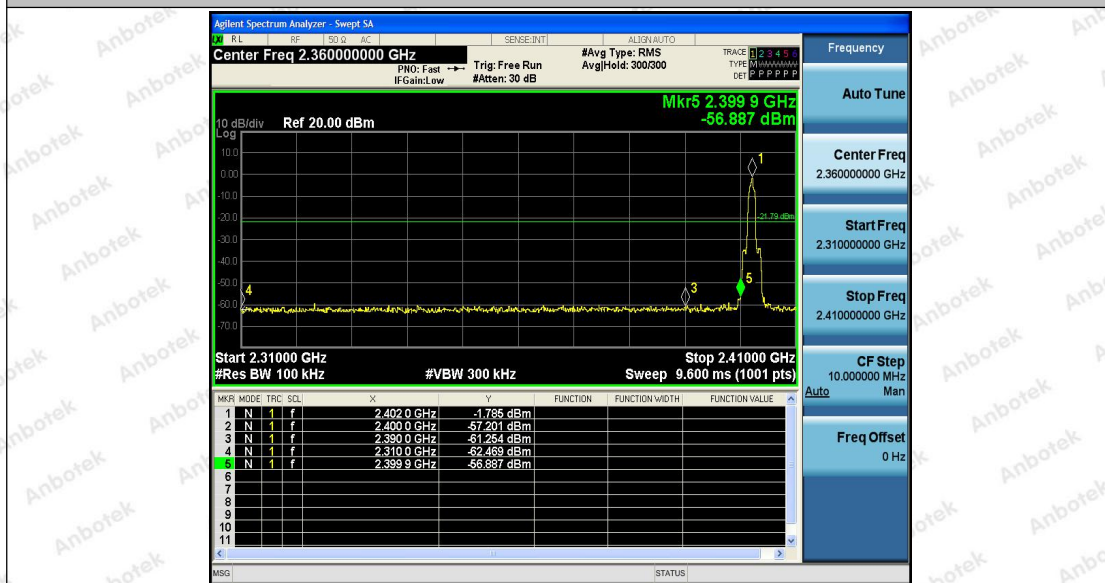 Agilent Spectrum Analyzer - Swept SA
RL RF 50 Ω AC SENSE:INT ALIGN AUTO
Center Freq 2.360000000 GHz
PNO: Fast
IFGain:Low
Trig: Free Run
#Atten: 30 dB
#Avg Type: RMS
Avg|Hold: 300/300
TRACE 1 2 3 4 5 6
TYPE M
DET P P P P P P
Mkr5 2.399 9 GHz
-56.887 dBm
10 dB/div Ref 20.00 dBm
Log
10.0
0.00
-10.0
-20.0
-30.0
-40.0
-50.0
-60.0
-70.0
1
-21.79 dBm
4
3
5
Start 2.31000 GHz Stop 2.41000 GHz
#Res BW 100 kHz #VBW 300 kHz Sweep 9.600 ms (1001 pts)
MKR MODE TRC SCL X Y FUNCTION FUNCTION WIDTH FUNCTION VALUE
1 N 1 f 2.402 0 GHz -1.785 dBm
2 N 1 f 2.400 0 GHz -57.201 dBm
3 N 1 f 2.390 0 GHz -61.254 dBm
4 N 1 f 2.310 0 GHz -62.469 dBm
5 N 1 f 2.399 9 GHz -56.887 dBm
6
7
8
9
10
11
MSG STATUS
Frequency
Auto Tune
Center Freq
2.360000000 GHz
Start Freq
2.310000000 GHz
Stop Freq
2.410000000 GHz
CF Step
10.000000 MHz
Auto Man
Freq Offset
0 Hz
Anbotek